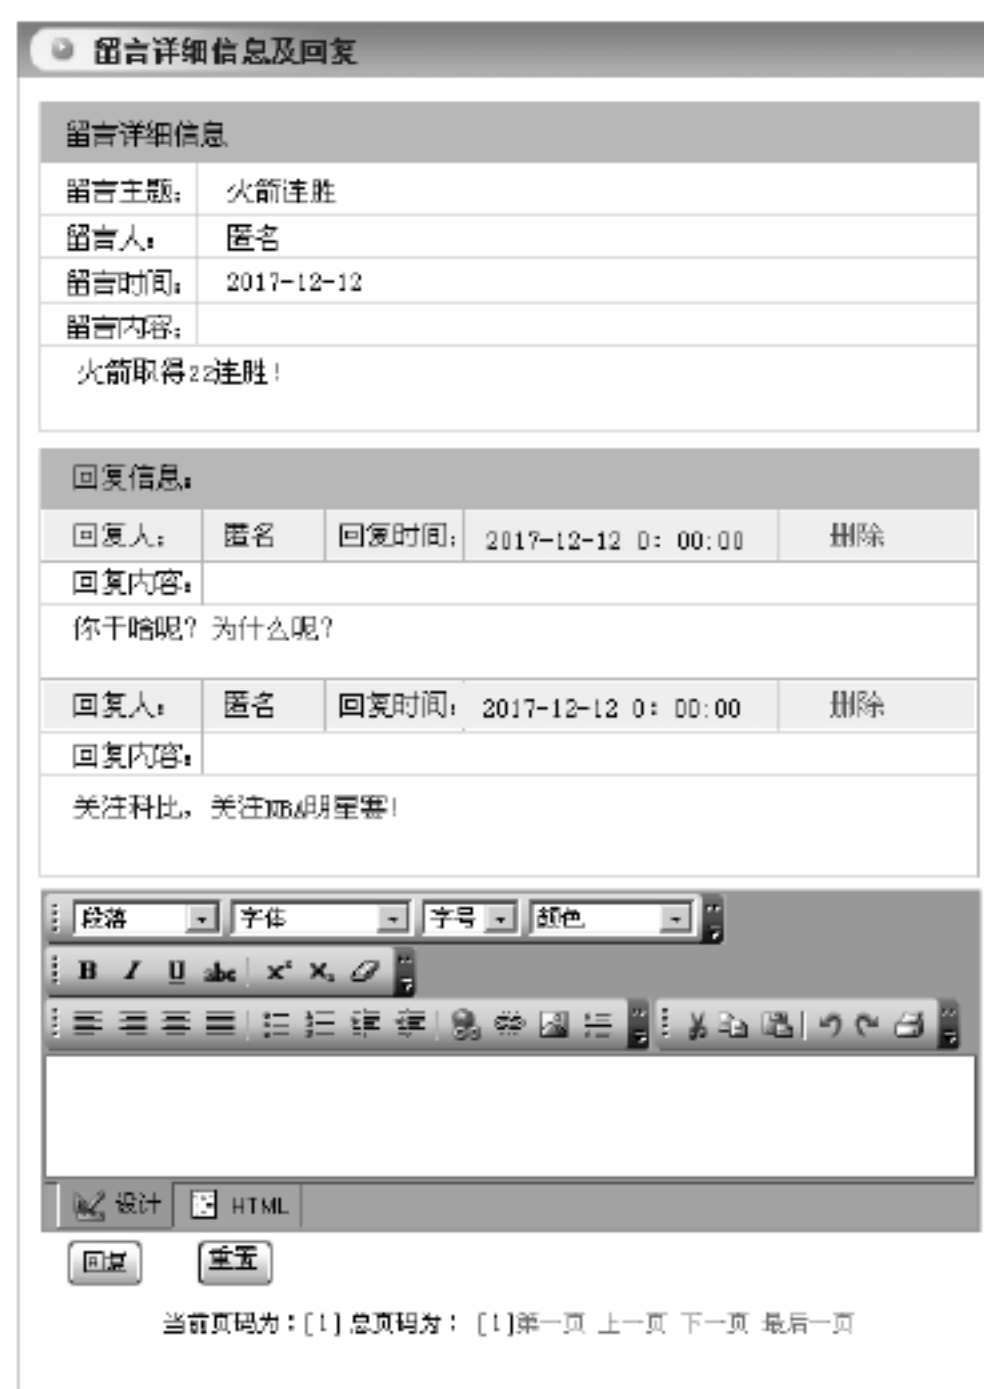 留言详细信息及回复
留言详细信息
留言主题： 火箭连胜
留言人： 匿名
留言时间： 2017-12-12
留言内容：
火箭取得22连胜！
回复信息：
回复人： 匿名 回复时间： 2017-12-12 0：00:00 删除
回复内容：
你干啥呢？为什么呢？
回复人： 匿名 回复时间： 2017-12-12 0：00:00 删除
回复内容：
关注科比，关注NBA明星赛！
段落 字体 字号 颜色
B I U abc x² x₂
设计 HTML
回复 重置
当前页码为：[1] 总页码为： [1]第一页 上一页 下一页 最后一页